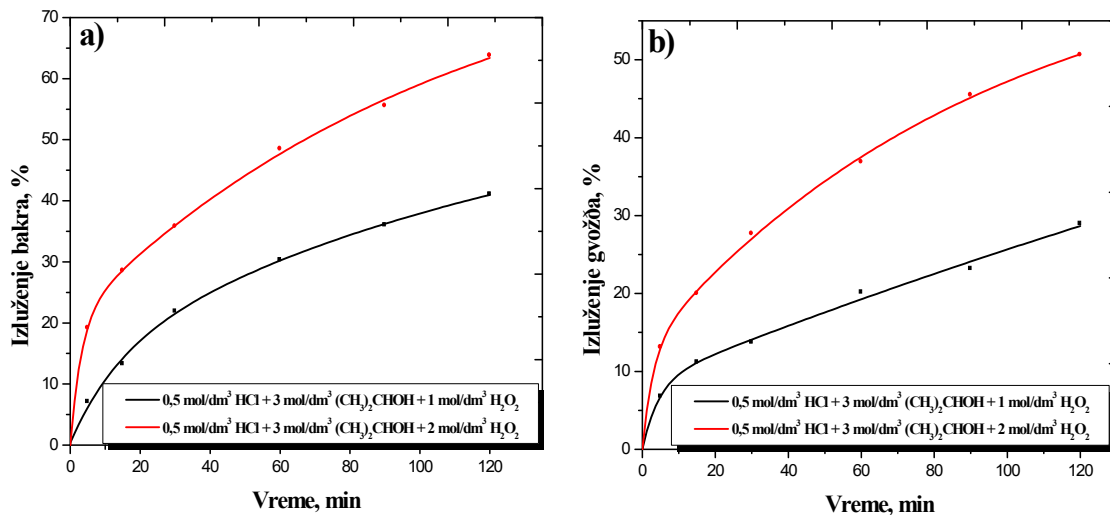 a)
70
60
50
40
30
20
10
0
Izluženje bakra, %
0,5 mol/dm³ HCl + 3 mol/dm³ (CH₃)₂CHOH + 1 mol/dm³ H₂O₂
0,5 mol/dm³ HCl + 3 mol/dm³ (CH₃)₂CHOH + 2 mol/dm³ H₂O₂
0 20 40 60 80 100 120
Vreme, min
b)
50
40
30
20
10
0
Izluženje gvožða, %
0,5 mol/dm³ HCl + 3 mol/dm³ (CH₃)₂CHOH + 1 mol/dm³ H₂O₂
0,5 mol/dm³ HCl + 3 mol/dm³ (CH₃)₂CHOH + 2 mol/dm³ H₂O₂
0 20 40 60 80 100 120
Vreme, min